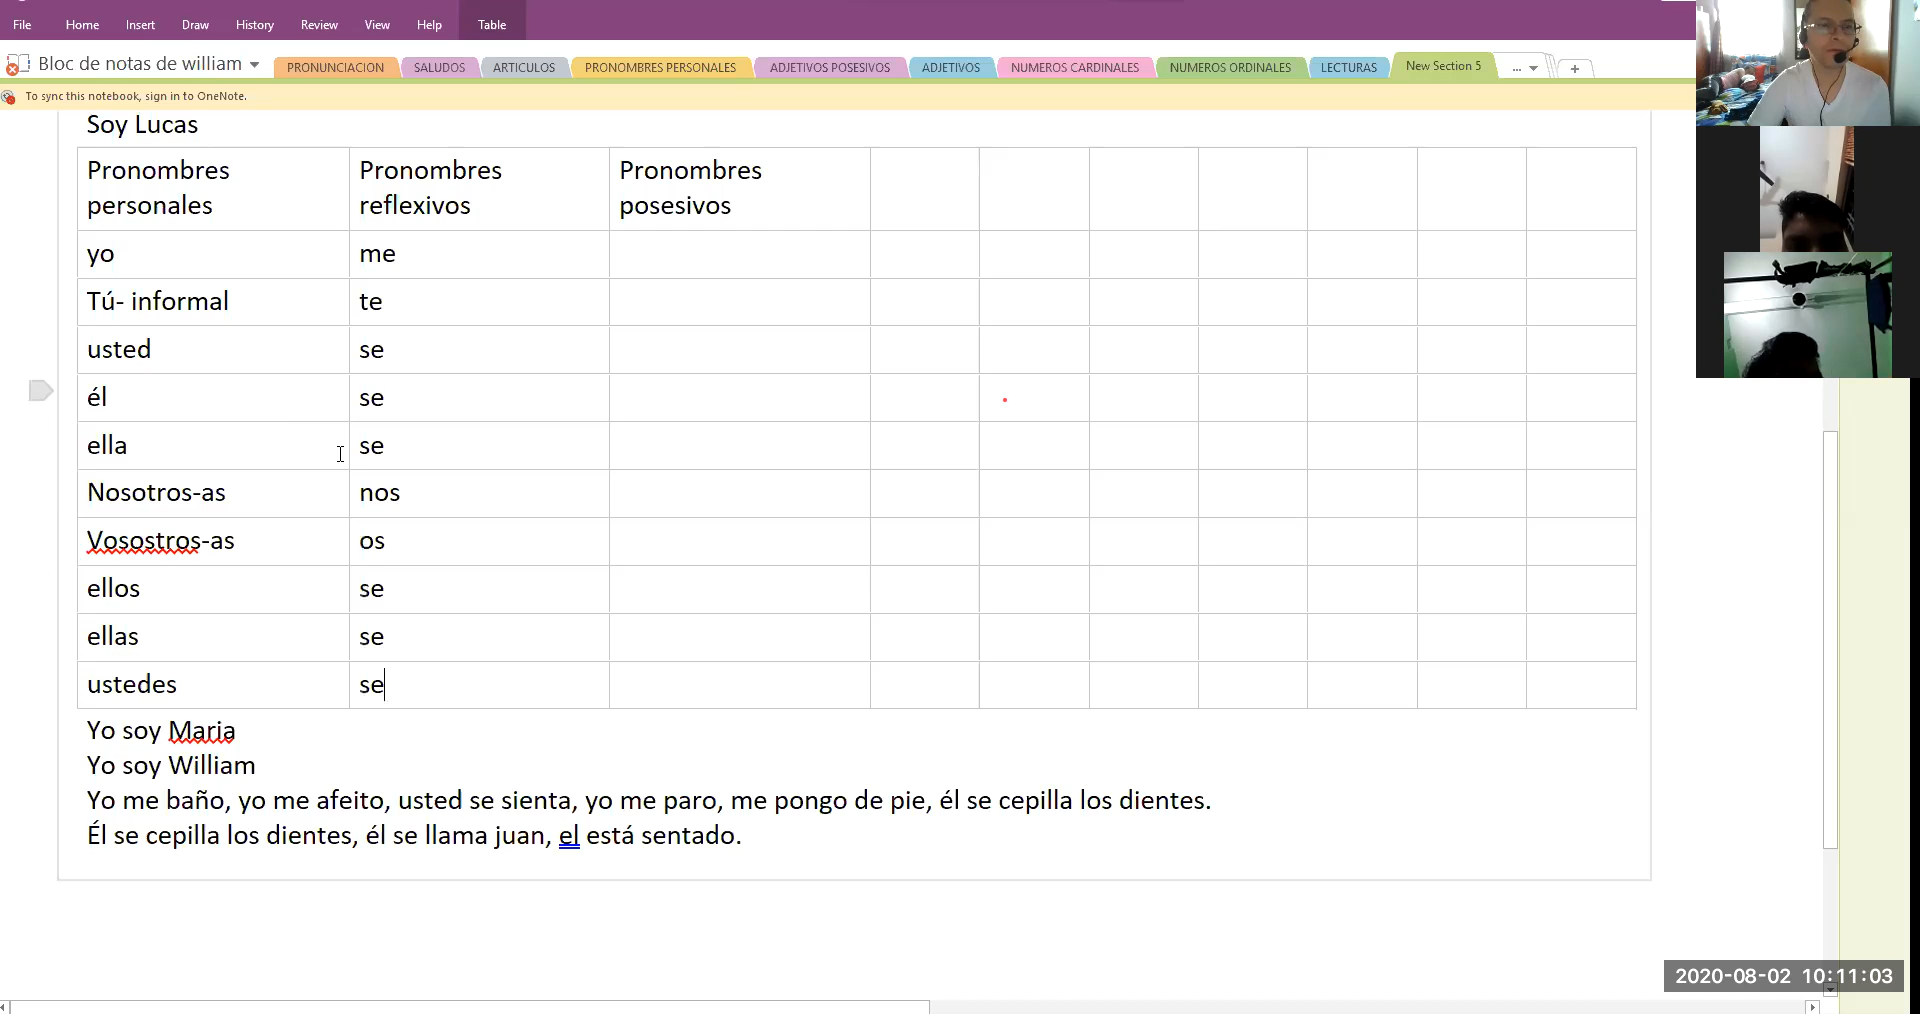 File Home Insert Draw History Review View Help Table
Bloc de notas de william PRONUNCIACION SALUDOS ARTICULOS PRONOMBRES PERSONALES ADJETIVOS POSESIVOS ADJETIVOS NUMEROS CARDINALES NUMEROS ORDINALES LECTURAS New Section 5 ... +
To sync this notebook, sign in to OneNote.
Soy Lucas
Pronombres personales Pronombres reflexivos Pronombres posesivos
yo me
Tú- informal te
usted se
él se
ella se
Nosotros-as nos
Vosostros-as os
ellos se
ellas se
ustedes se
Yo soy Maria
Yo soy William
Yo me baño, yo me afeito, usted se sienta, yo me paro, me pongo de pie, él se cepilla los dientes.
Él se cepilla los dientes, él se llama juan, el está sentado.
2020-08-02 10:11:03